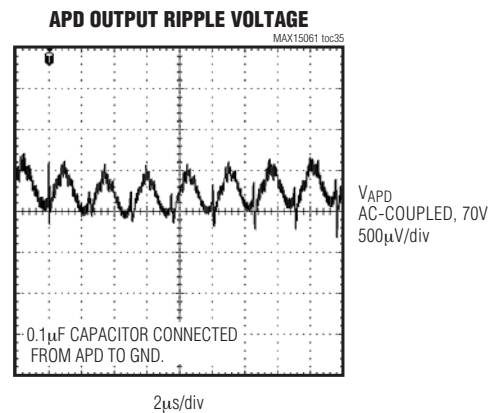 APD OUTPUT RIPPLE VOLTAGE
MAX15061 toc35
T
VAPD
AC-COUPLED, 70V
500μV/div
0.1μF CAPACITOR CONNECTED
FROM APD TO GND.
2μs/div